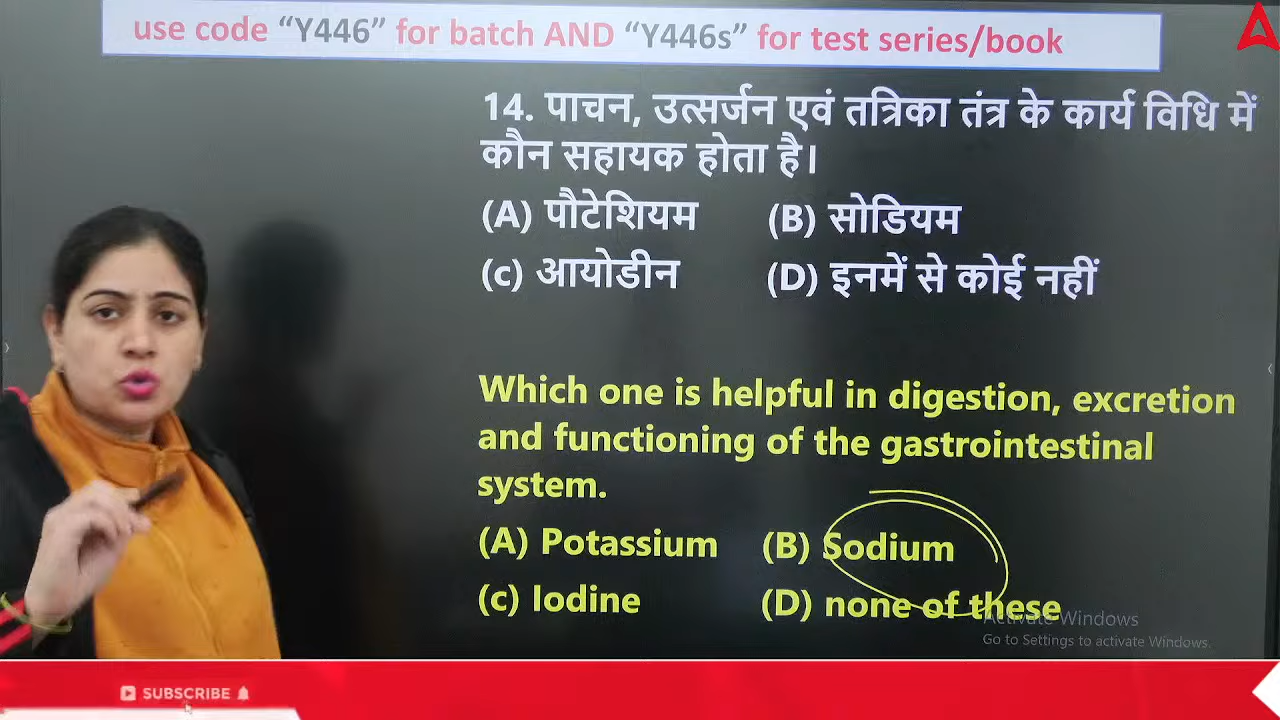 use code “Y446” for batch AND “Y446s” for test series/book
14. पाचन, उत्सर्जन एवं तत्रिका तंत्र के कार्य विधि में
कौन सहायक होता है।
(A) पौटेशियम (B) सोडियम
(c) आयोडीन (D) इनमें से कोई नहीं
Which one is helpful in digestion, excretion
and functioning of the gastrointestinal
system.
(A) Potassium (B) Sodium
(c) Iodine (D) none of these
Activate Windows
Go to Settings to activate Windows.
SUBSCRIBE